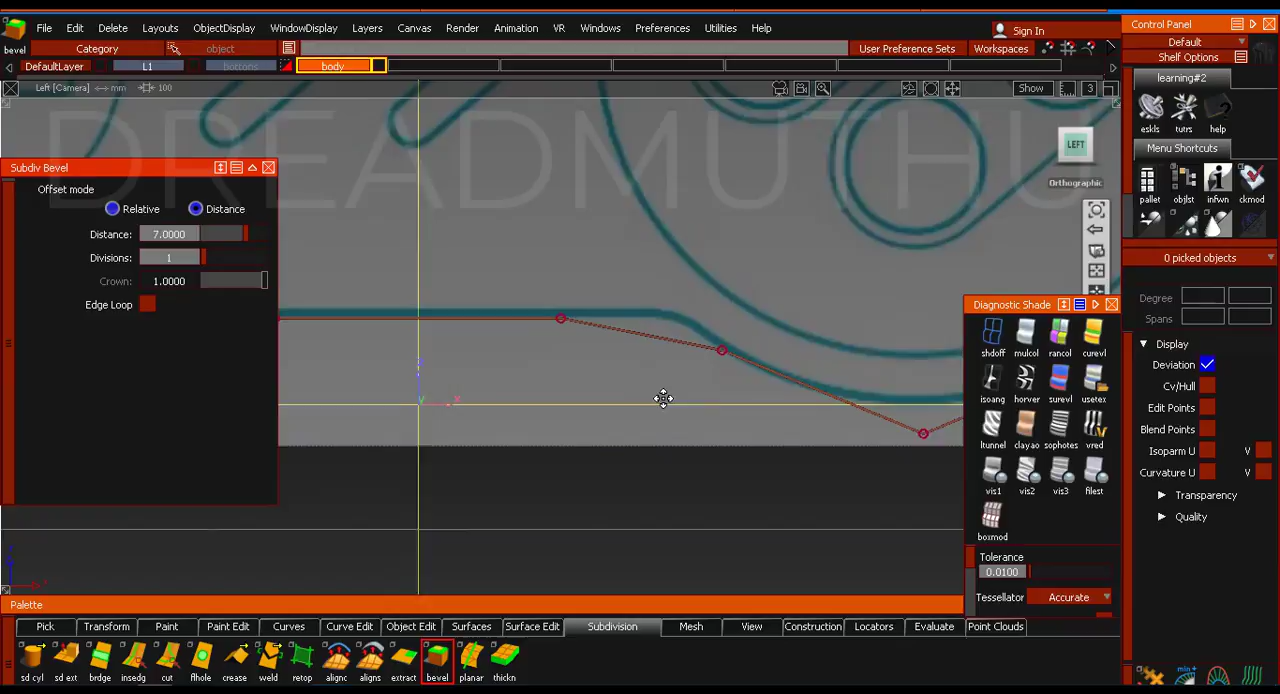 File Edit Delete Layouts ObjectDisplay WindowDisplay Layers Canvas Render Animation VR Windows Preferences Utilities Help
Sign In
Control Panel
Default
bevel Category object User Preference Sets Workspaces
Shelf Options
DefaultLayer L1 bottons body
learning#2
Left [Camera] mm 100 Show 3
DREADMUTHU
eskls tutrs help
Menu Shortcuts
LEFT
Orthographic
pallet objlst infwn ckmod
Subdiv Bevel
Offset mode
Relative Distance
Distance: 7.0000
Divisions: 1
Crown: 1.0000
Edge Loop
0 picked objects
Degree
Spans
Display
Deviation
Cv/Hull
Edit Points
Blend Points
Isoparm U V
Curvature U V
Transparency
Quality
Diagnostic Shade
shdoff mulcol rancol curevl
isoang horver surevl usetex
ltunnel clayao sophotes vred
vis1 vis2 vis3 filest
boxmod
Tolerance
0.0100
Tessellator Accurate
V X
Palette
Pick Transform Paint Paint Edit Curves Curve Edit Object Edit Surfaces Surface Edit Subdivision Mesh View Construction Locators Evaluate Point Clouds
sd cyl sd ext brdge insedg cut flhole crease weld retop alignc aligns extract bevel planar thickn